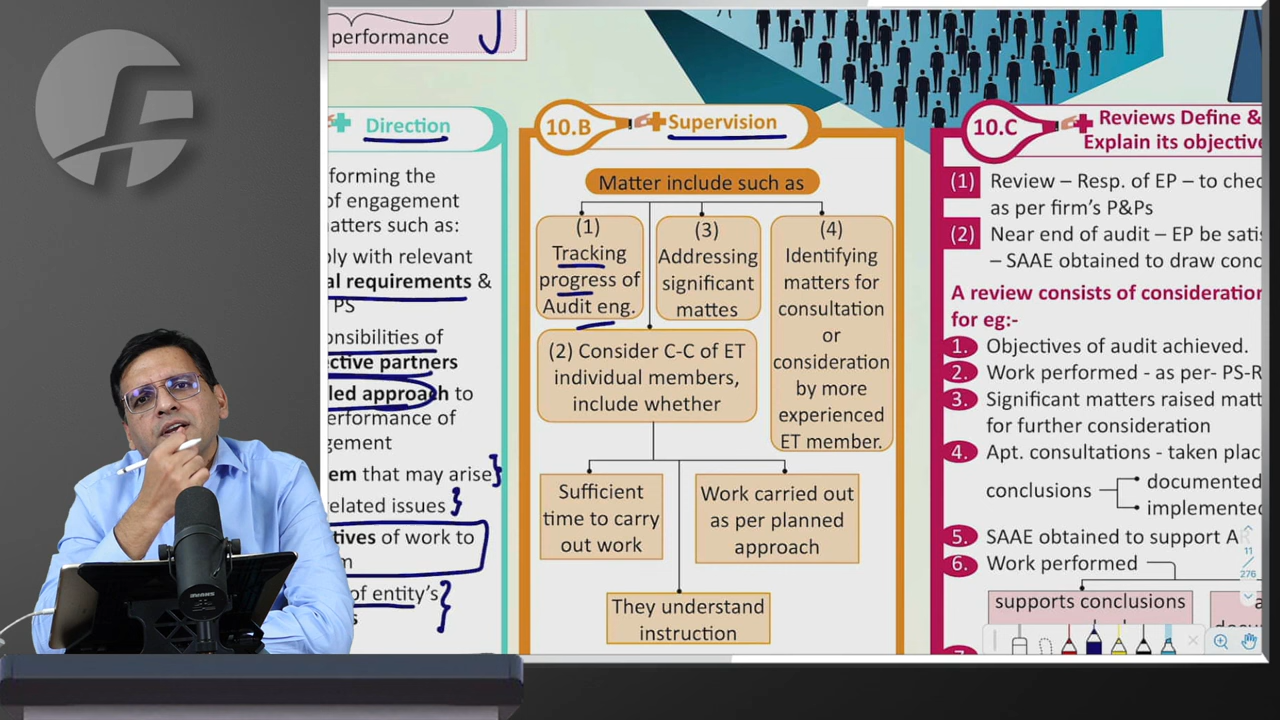 performance
Direction
forming the
of engagement
atters such as:
ly with relevant
al requirements &
PS
onsibilities of
ctive partners
led approach to
erformance of
gement
em that may arise
elated issues
tives of work to
m
of entity's
s
10.B
Supervision
Matter include such as
(1)
Tracking
progress of
Audit eng.
(3)
Addressing
significant
mattes
(4)
Identifying
matters for
consultation
or
consideration
by more
experienced
ET member.
(2) Consider C-C of ET
individual members,
include whether
Sufficient
time to carry
out work
Work carried out
as per planned
approach
They understand
instruction
10.C
Reviews Define &
Explain its objective
(1) Review – Resp. of EP – to chec
as per firm's P&Ps
(2) Near end of audit – EP be satis
– SAAE obtained to draw conc
A review consists of consideration
for eg:-
1. Objectives of audit achieved.
2. Work performed - as per- PS-R
3. Significant matters raised matt
for further consideration
4. Apt. consultations - taken plac
conclusions
documented
implemented
5. SAAE obtained to support A
6. Work performed
supports conclusions
11
276